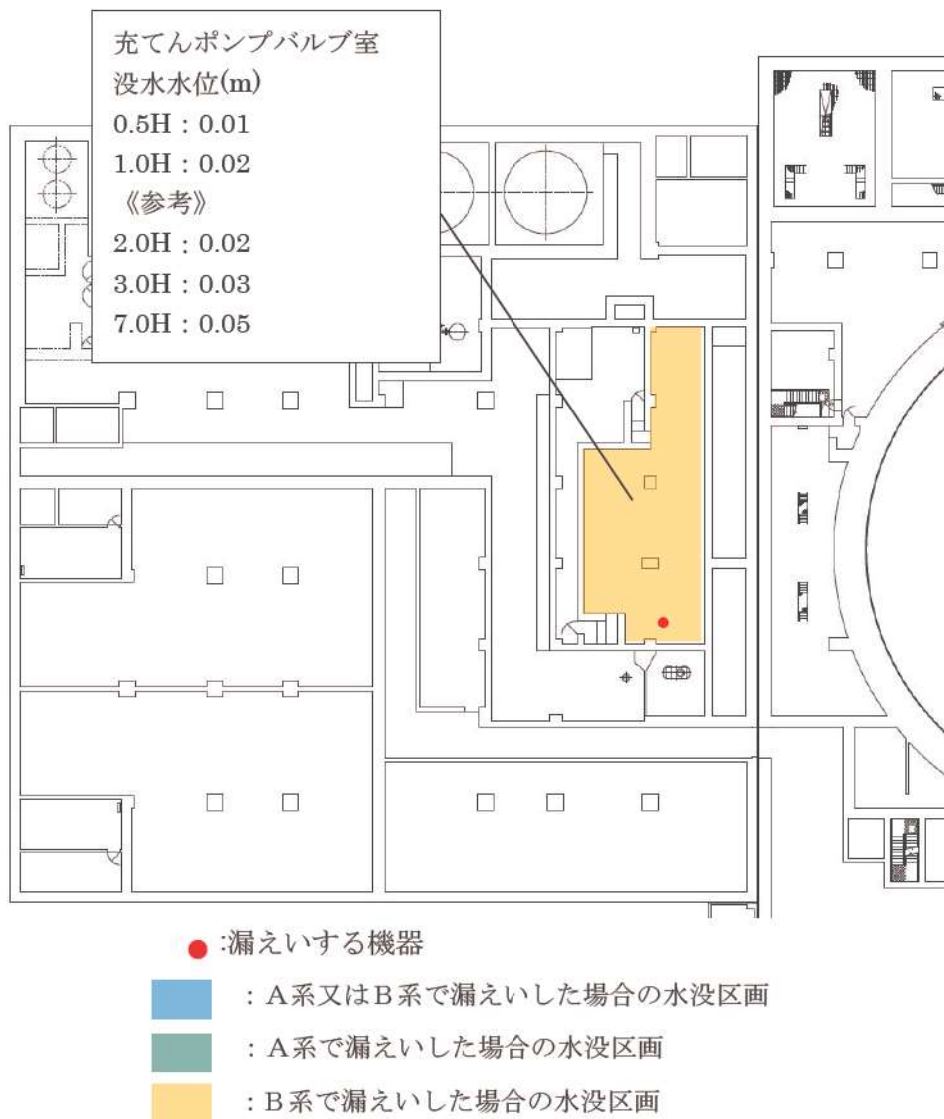 充てんポンプバルブ室
没水水位(m)
0.5H：0.01
1.0H：0.02
《参考》
2.0H：0.02
3.0H：0.03
7.0H：0.05
:漏えいする機器
：A系又はB系で漏えいした場合の水没区画
：A系で漏えいした場合の水没区画
：B系で漏えいした場合の水没区画